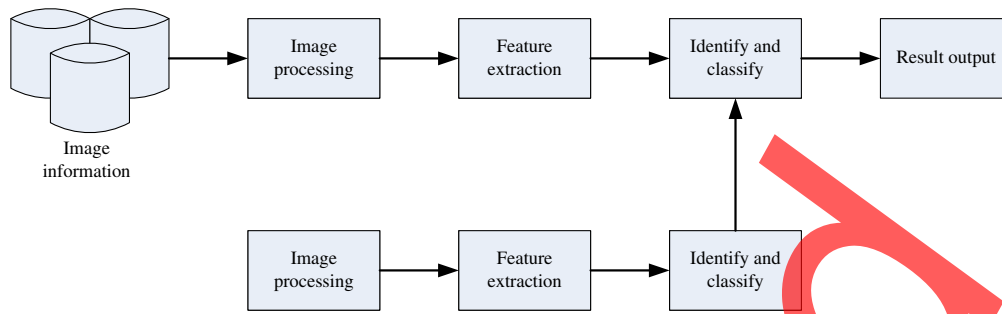 Image
information
Image
processing
Feature
extraction
Identify and
classify
Result output
Image
processing
Feature
extraction
Identify and
classify